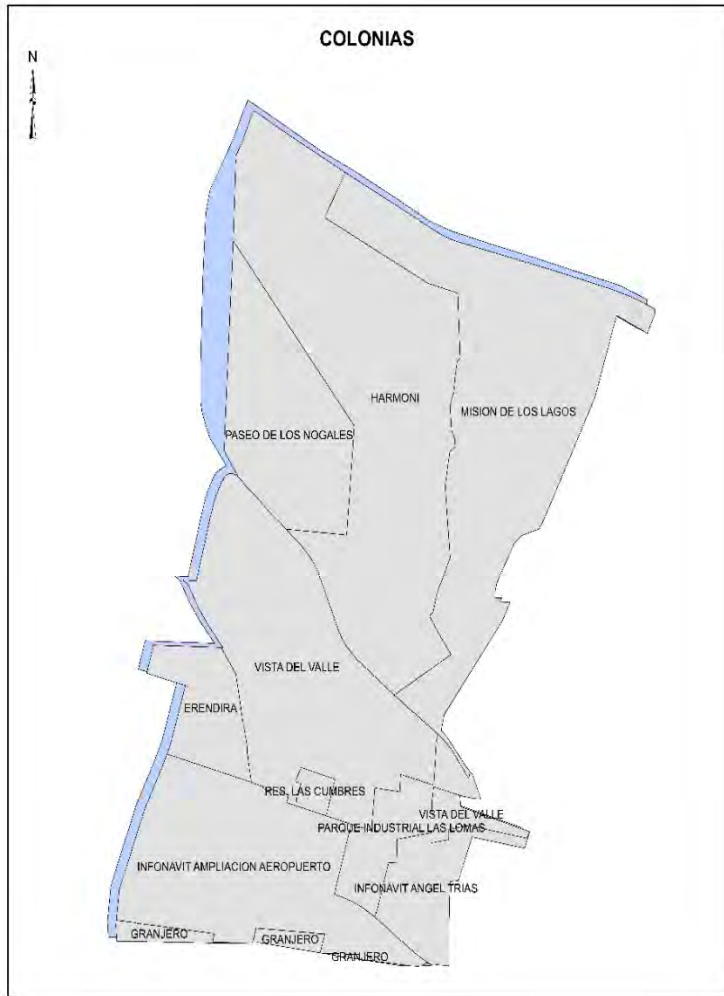 COLONIAS
N
HARMONI
MISION DE LOS LAGOS
PASEO DE LOS NOGALES
VISTA DEL VALLE
ERENDIRA
RES. LAS CUMBRES
VISTA DEL VALLE
PARQUE INDUSTRIAL LAS LOMAS
INFONAVIT AMPLIACION AEROPUERTO
INFONAVIT ANGEL TRIAS
GRANJERO
GRANJERO
GRANJERO